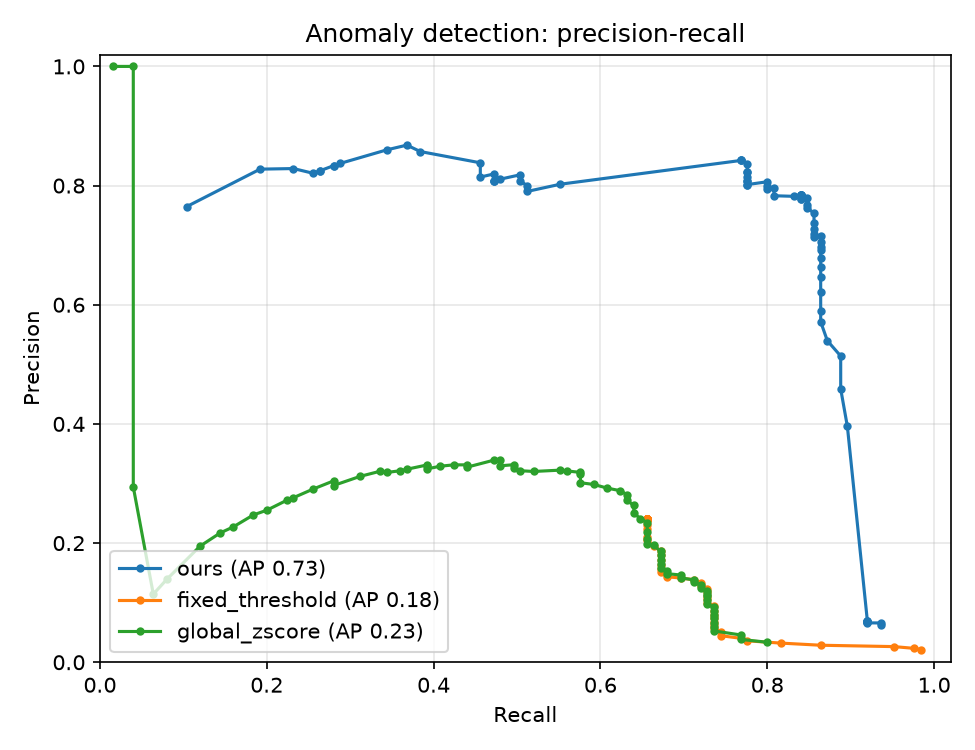 Anomaly detection: precision-recall
1.0
0.8
0.6
0.4
0.2
0.0
Precision
ours (AP 0.73)
fixed_threshold (AP 0.18)
global_zscore (AP 0.23)
0.0 0.2 0.4 0.6 0.8 1.0
Recall